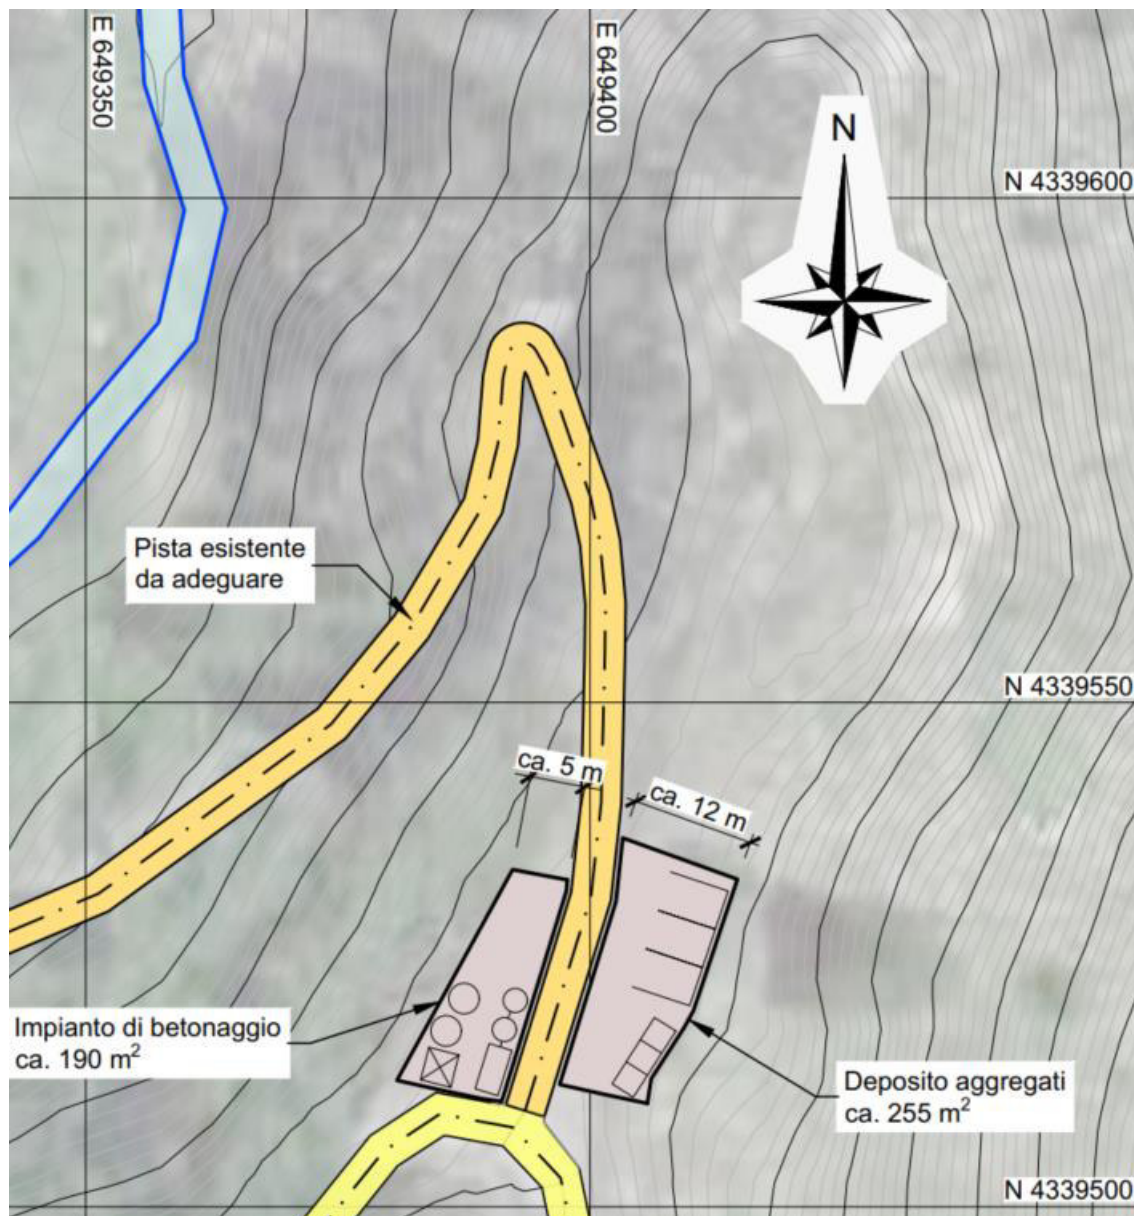 E 649350
E 649400
N
N 4339600
Pista esistente
da adeguare
N 4339550
ca. 5 m
ca. 12 m
Impianto di betonaggio
ca. 190 m²
Deposito aggregati
ca. 255 m²
N 4339500